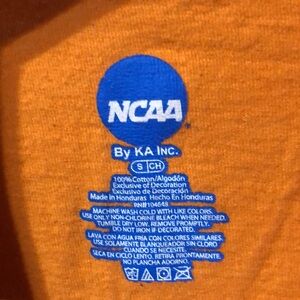 NCAA
By KA Inc.
S CH
100% Cotton/Algodón
Exclusive of Decoration
Exclusivo de Decoración
Made in Honduras Hecho En Honduras
RN#104648
MACHINE WASH COLD WITH LIKE COLORS.
USE ONLY NON-CHLORINE BLEACH WHEN NEEDED.
TUMBLE DRY LOW. REMOVE PROMPTLY.
DO NOT IRON IF DECORATED.
LAVA CON AGUA FRÍA CON COLORES SIMILARES.
USE SOLAMENTE BLANQUEADOR SIN CLORO
CUANDO SE NECESITE.
SECA EN CICLO LENTO. RETIRA PRONTAMENTE.
NO PLANCHA ADORNO.